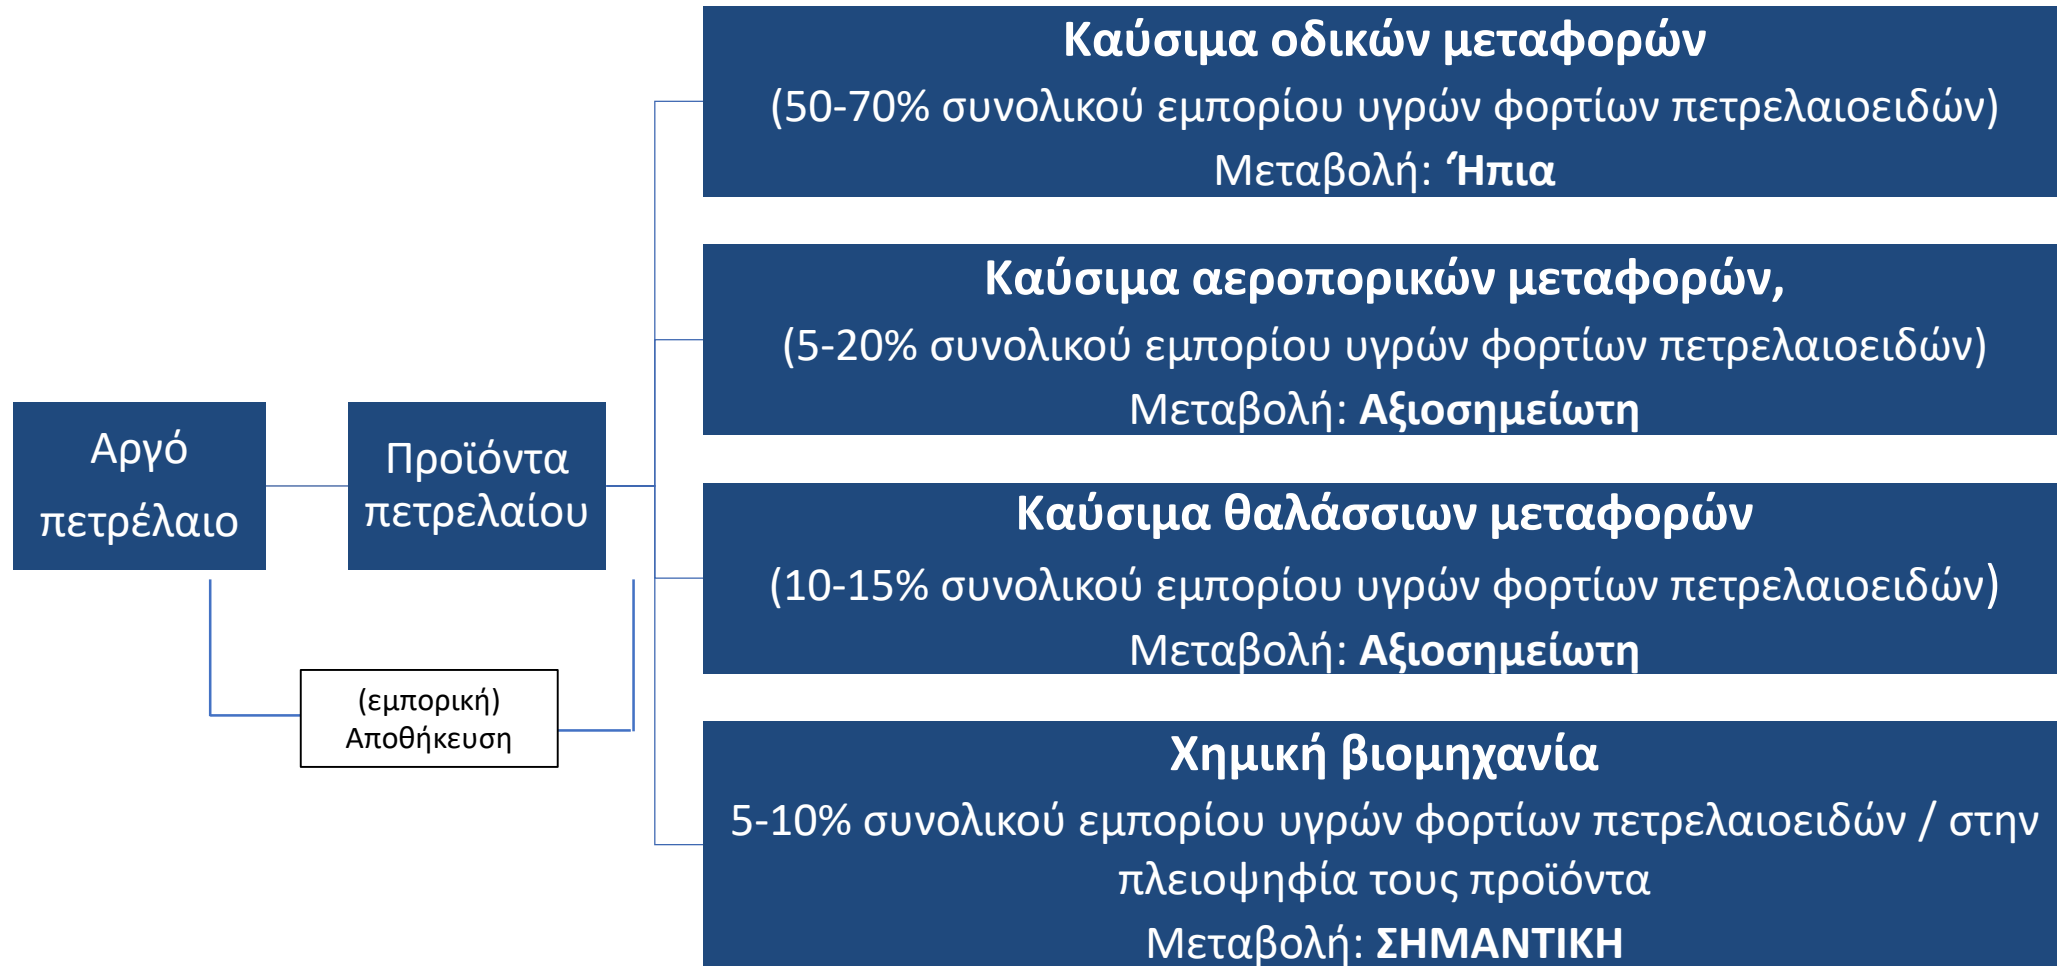 Αργό
πετρέλαιο
Προϊόντα
πετρελαίου
(εμπορική)
Αποθήκευση
Καύσιμα οδικών μεταφορών
(50-70% συνολικού εμπορίου υγρών φορτίων πετρελαιοειδών)
Μεταβολή: Ήπια
Καύσιμα αεροπορικών μεταφορών,
(5-20% συνολικού εμπορίου υγρών φορτίων πετρελαιοειδών)
Μεταβολή: Αξιοσημείωτη
Καύσιμα θαλάσσιων μεταφορών
(10-15% συνολικού εμπορίου υγρών φορτίων πετρελαιοειδών)
Μεταβολή: Αξιοσημείωτη
Χημική βιομηχανία
5-10% συνολικού εμπορίου υγρών φορτίων πετρελαιοειδών / στην
πλειοψηφία τους προϊόντα
Μεταβολή: ΣΗΜΑΝΤΙΚΗ